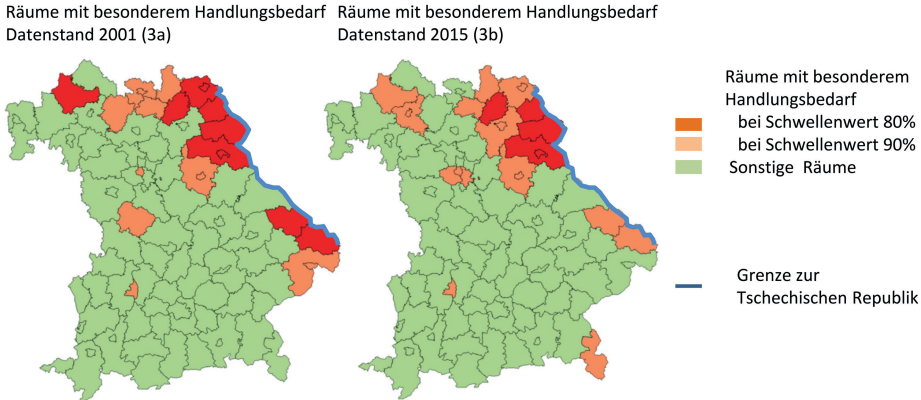 Räume mit besonderem Handlungsbedarf
Datenstand 2001 (3a)
Räume mit besonderem Handlungsbedarf
Datenstand 2015 (3b)
Räume mit besonderem
Handlungsbedarf
bei Schwellenwert 80%
bei Schwellenwert 90%
Sonstige Räume
Grenze zur
Tschechischen Republik